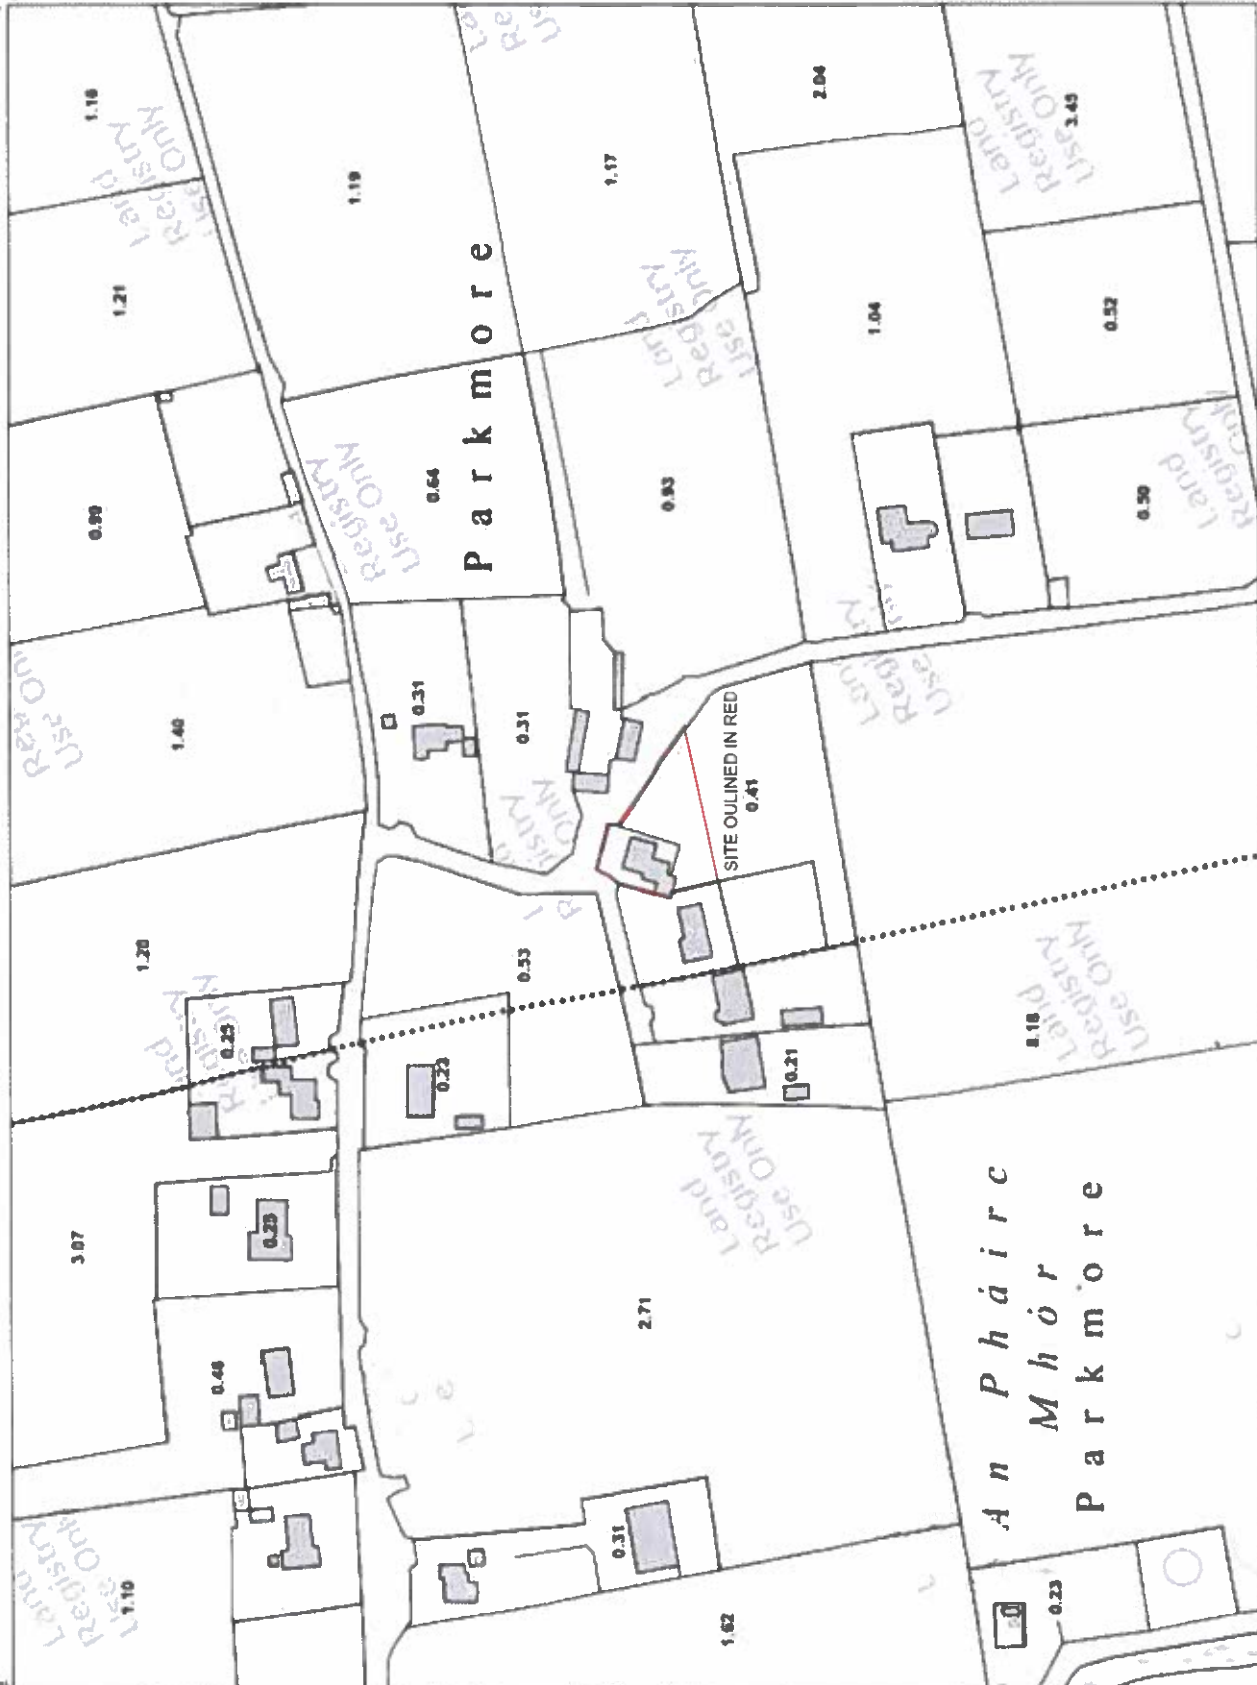 1.18
1.21
0.99
1.40
1.20
0.25
3.07
0.25
0.48
1.19
Parkmore
0.64
0.31
0.31
0.53
0.22
2.71
0.31
1.62
1.17
0.93
2.04
1.04
3.45
0.52
0.50
SITE OULINED IN RED
0.41
0.21
8.18
An Pháirc
Mhór
Parkmore
0.23
Land
Registry
Use Only
Land
Registry
Use Only
Land
Registry
Use Only
Land
Registry
Use Only
Land
Registry
Use Only
Land
Registry
Use Only